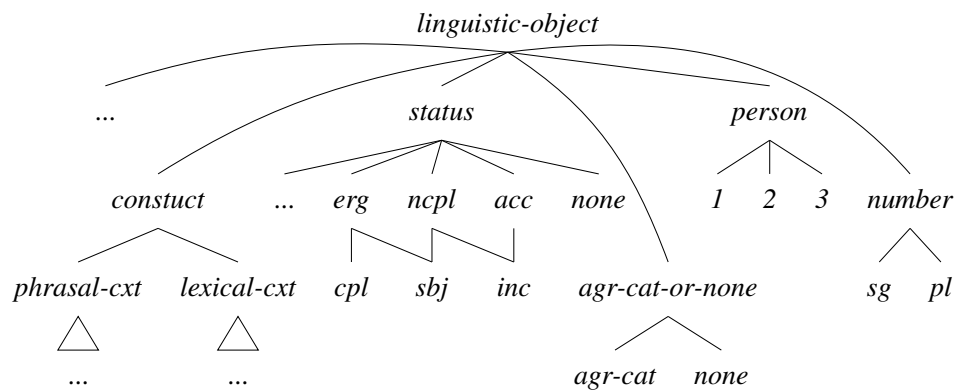 linguistic-object
... status person
constuct ... erg ncpl acc none 1 2 3 number
phrasal-cxt lexical-cxt cpl sbj inc agr-cat-or-none sg pl
... ... agr-cat none